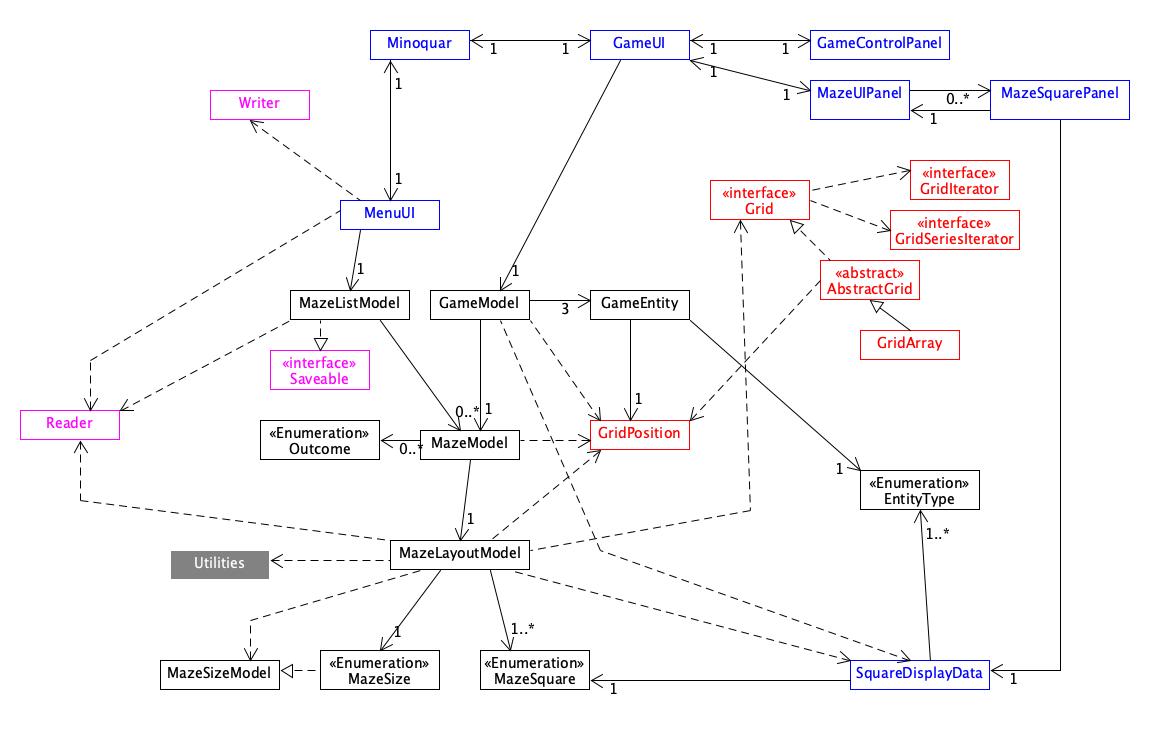 Minoquar
1
1
GameUI
1
1
GameControlPanel
1
1
1
MazeUIPanel
0..*
1
MazeSquarePanel
Writer
«interface»
GridIterator
1
«interface»
Grid
MenuUI
«interface»
GridSeriesIterator
1
1
«abstract»
AbstractGrid
MazeListModel
GameModel
3
GameEntity
GridArray
«interface»
Saveable
1
0..*
1
Reader
«Enumeration»
Outcome
0..*
MazeModel
GridPosition
1
«Enumeration»
EntityType
1
1..*
MazeLayoutModel
Utilities
1
1..*
MazeSizeModel
«Enumeration»
MazeSize
«Enumeration»
MazeSquare
1
SquareDisplayData
1